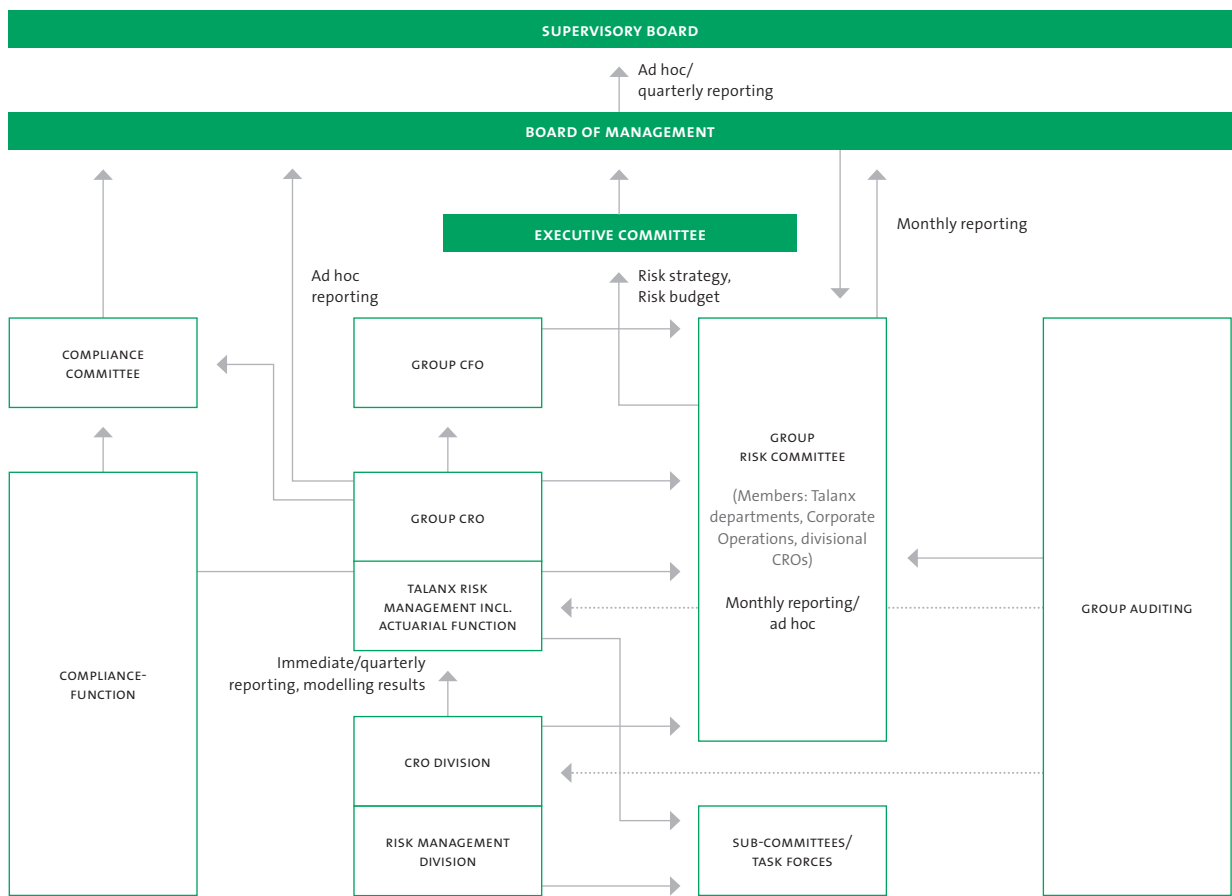 SUPERVISORY BOARD
Ad hoc/
quarterly reporting
BOARD OF MANAGEMENT
EXECUTIVE COMMITTEE
Monthly reporting
Ad hoc
reporting
Risk strategy,
Risk budget
COMPLIANCE
COMMITTEE
GROUP CFO
GROUP
RISK COMMITTEE
(Members: Talanx
departments, Corporate
Operations, divisional
CROs)
Monthly reporting/
ad hoc
GROUP CRO
TALANX RISK
MANAGEMENT INCL.
ACTUARIAL FUNCTION
GROUP AUDITING
COMPLIANCE-
FUNCTION
Immediate/quarterly
reporting, modelling results
CRO DIVISION
RISK MANAGEMENT
DIVISION
SUB-COMMITTEES/
TASK FORCES